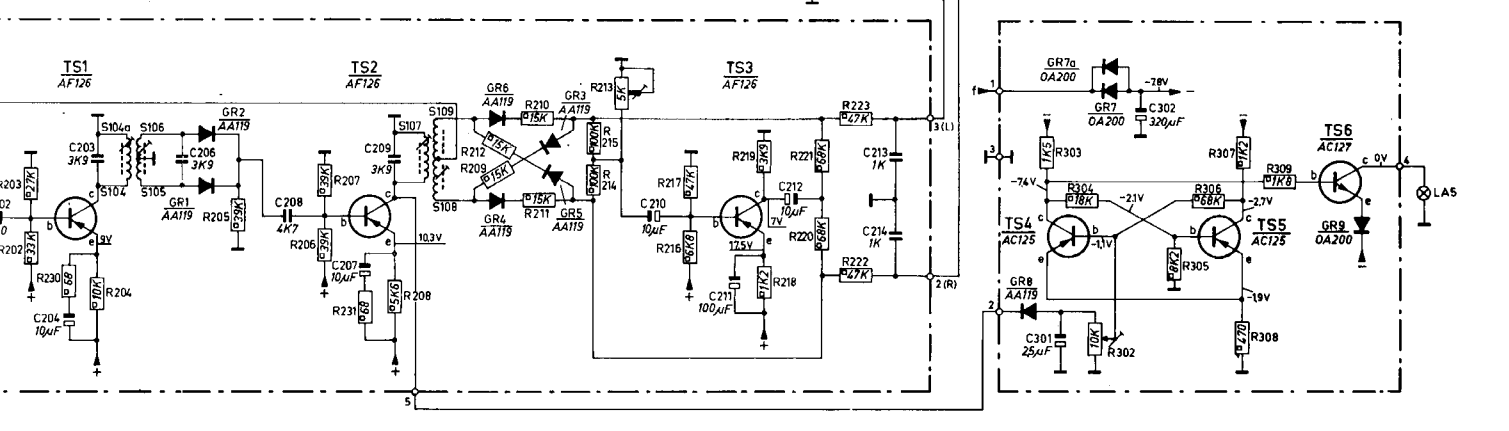 TS1
AF126
S104a S106
GR2
AA119
C203
3K9
C206
3K9
S104 S105
GR1
AA119
R203
27K
02
0
R202
33K
b
c
e
9V
R230
68
R204
10K
C204
10µF
+
R205
39K
C208
4K7
TS2
AF126
R207
39K
R206
39K
C209
3K9
S107
S109
S108
b
c
e
10,3V
C207
10µF
R231
68
R208
5K6
+
5
GR6
AA119
R210
15K
GR3
AA119
R212
15K
R209
15K
GR4
AA119
R211
15K
GR5
AA119
R213
5K
R215
100K
R214
100K
C210
10µF
TS3
AF126
R217
47K
R216
6K8
R219
3K9
b
c
e
C212
10µF
7V
17,5V
C211
100µF
R218
1K2
+
R221
68K
R220
68K
R223
47K
R222
47K
C213
1K
C214
1K
3(L)
2(R)
f
1
3
2
GR7a
OA200
GR7
OA200
-7,8V
C302
320µF
R303
1K5
-7,4V
R304
18K
-2,1V
R306
68K
R307
1K2
-2,7V
TS4
AC125
c
b
e
-1,1V
TS5
AC125
b
c
e
R305
8K2
-1,9V
GR8
AA119
C301
25µF
10K
R302
470
R308
R309
1K8
TS6
AC127
b
c
e
0V
4
LA5
GR9
OA200